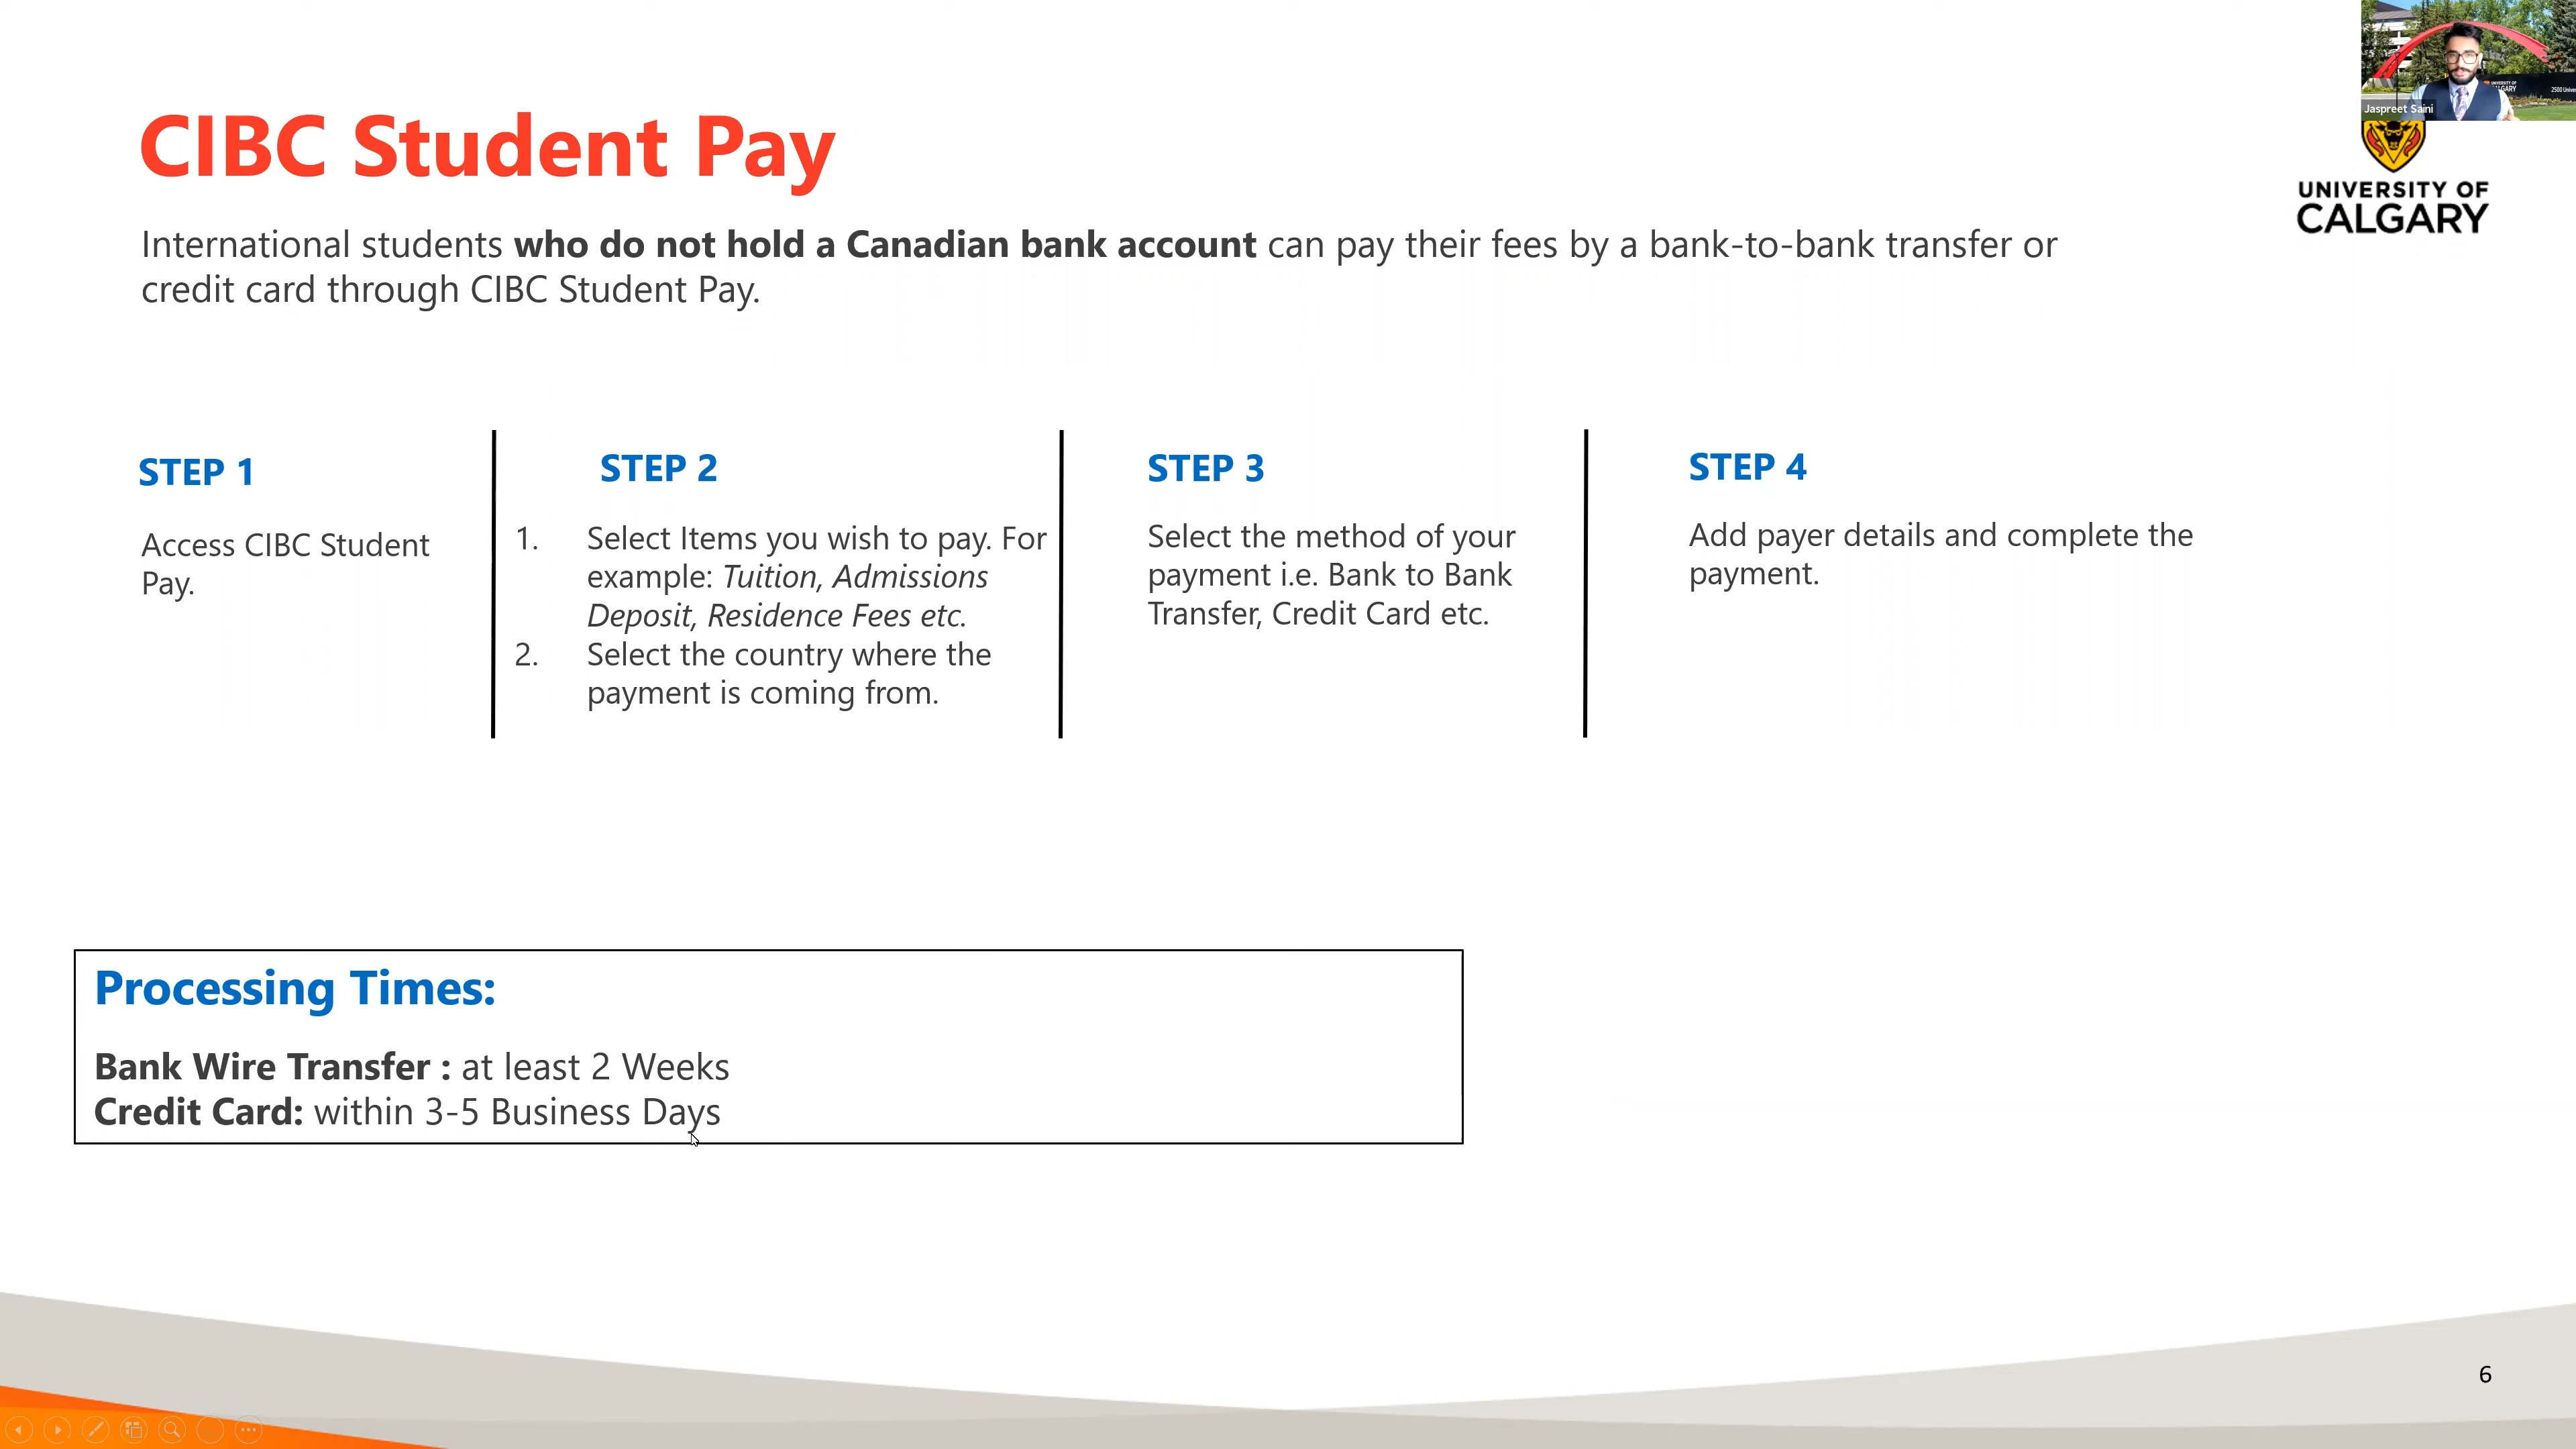 Jaspreet Saini
CIBC Student Pay
UNIVERSITY OF
CALGARY
International students who do not hold a Canadian bank account can pay their fees by a bank-to-bank transfer or
credit card through CIBC Student Pay.
STEP 1
Access CIBC Student
Pay.
STEP 2
1. Select Items you wish to pay. For
example: Tuition, Admissions
Deposit, Residence Fees etc.
2. Select the country where the
payment is coming from.
STEP 3
Select the method of your
payment i.e. Bank to Bank
Transfer, Credit Card etc.
STEP 4
Add payer details and complete the
payment.
Processing Times:
Bank Wire Transfer : at least 2 Weeks
Credit Card: within 3-5 Business Days
6